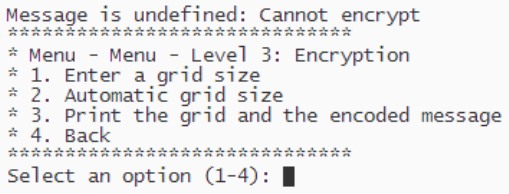 Message is undefined: Cannot encrypt
******************************
* Menu - Menu - Level 3: Encryption
* 1. Enter a grid size
* 2. Automatic grid size
* 3. Print the grid and the encoded message
* 4. Back
******************************
Select an option (1-4):